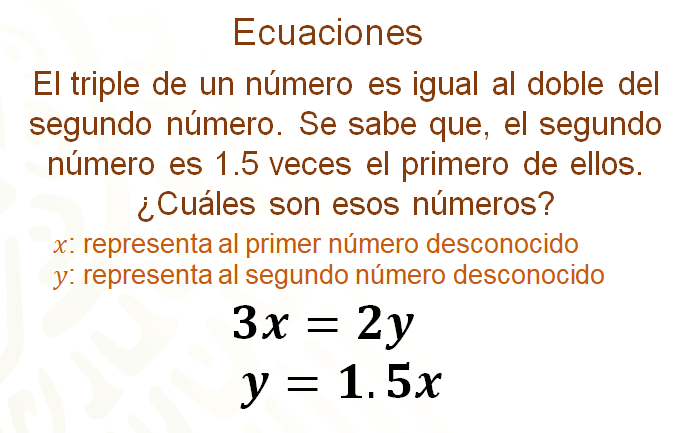 Ecuaciones
El triple de un número es igual al doble del
segundo número. Se sabe que, el segundo
número es 1.5 veces el primero de ellos.
¿Cuáles son esos números?
x: representa al primer número desconocido
y: representa al segundo número desconocido
3x = 2y
y = 1.5x